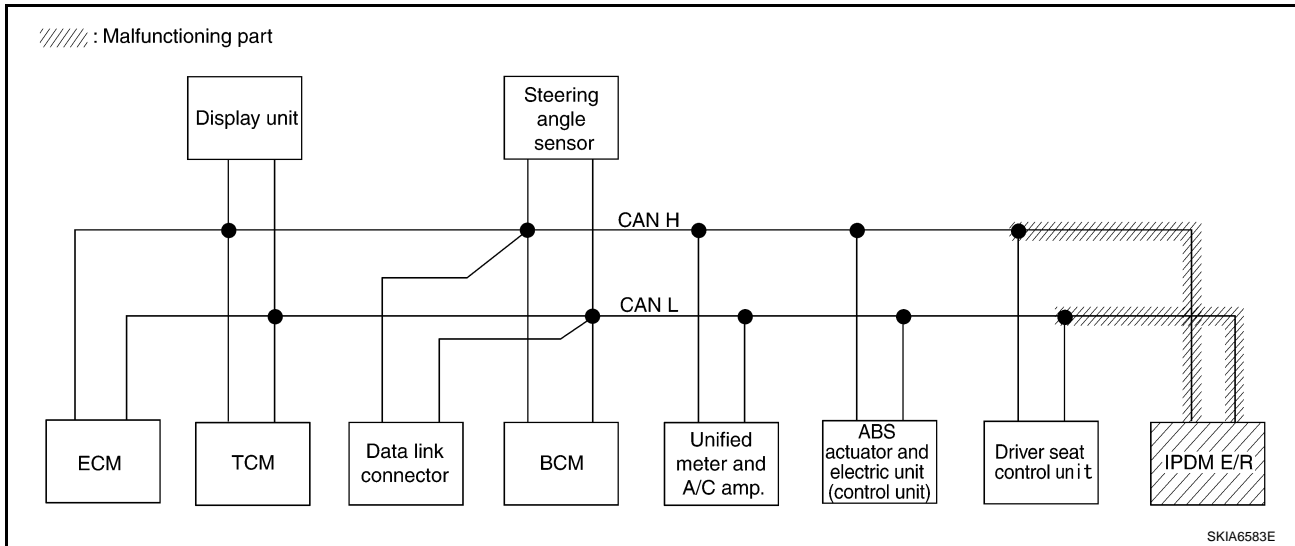 : Malfunctioning part
Display unit
Steering
angle
sensor
CAN H
CAN L
ECM
TCM
Data link
connector
BCM
Unified
meter and
A/C amp.
ABS
actuator and
electric unit
(control unit)
Driver seat
control unit
IPDM E/R
SKIA6583E